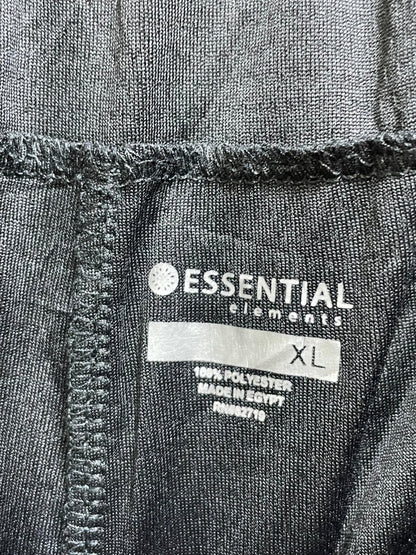 ESSENTIAL
elements
XL
100% POLYESTER
MADE IN EGYPT